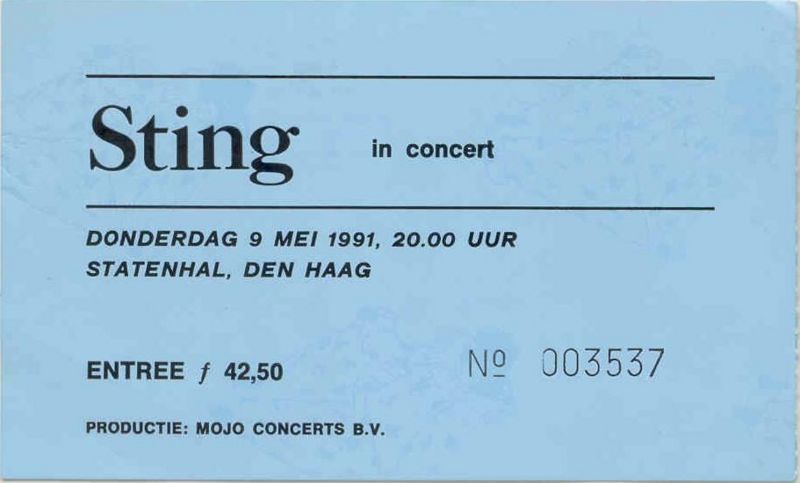 Sting in concert
DONDERDAG 9 MEI 1991, 20.00 UUR
STATENHAL, DEN HAAG
ENTREE ƒ 42,50 Nº 003537
PRODUCTIE: MOJO CONCERTS B.V.